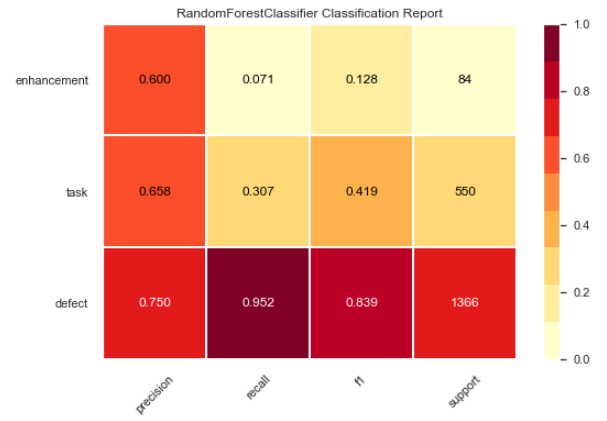 RandomForestClassifier Classification Report
1.0
enhancement 0.600 0.071 0.128 84
0.8
0.6
task 0.658 0.307 0.419 550
0.4
0.2
defect 0.750 0.952 0.839 1366
0.0
precision recall f1 support